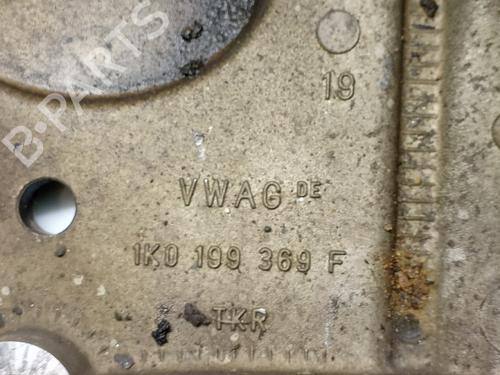 B-PARTS
19
VWAG DE
1K0 199 369 F
TKR